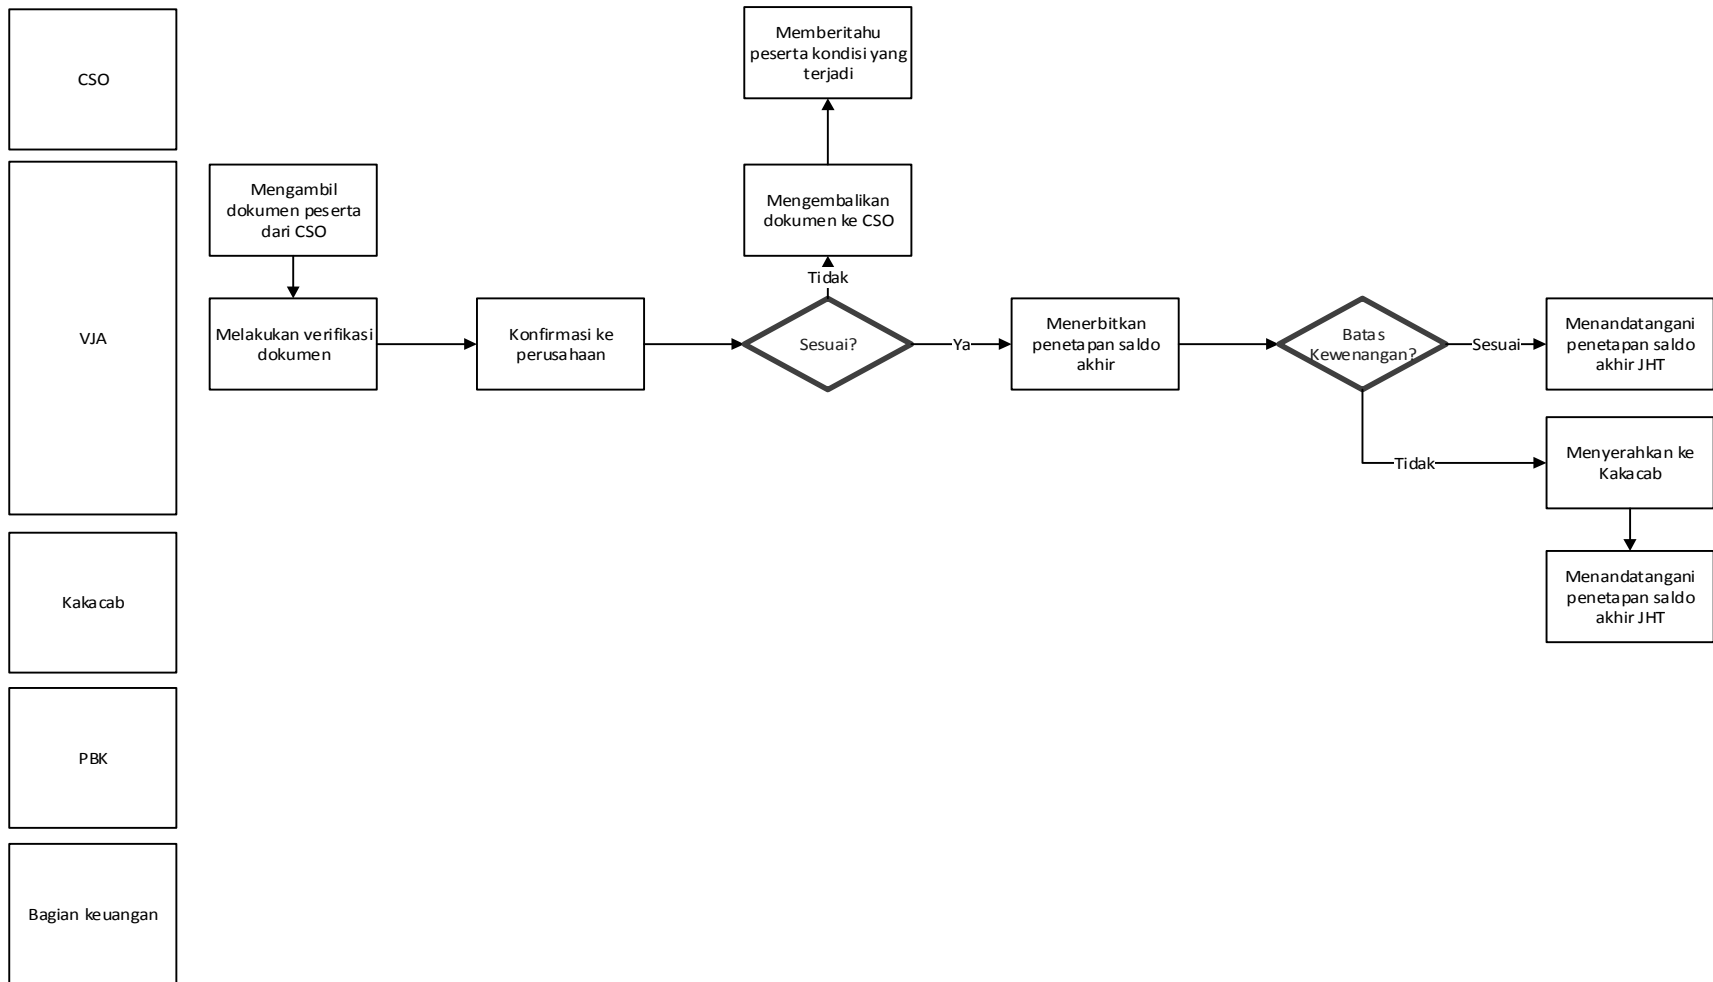 CSO
Memberitahu
peserta kondisi yang
terjadi
VJA
Mengambil
dokumen peserta
dari CSO
Mengembalikan
dokumen ke CSO
Tidak
Melakukan verifikasi
dokumen
Konfirmasi ke
perusahaan
Sesuai?
Ya
Menerbitkan
penetapan saldo
akhir
Batas
Kewenangan?
Sesuai
Menandatangani
penetapan saldo
akhir JHT
Tidak
Menyerahkan ke
Kakacab
Kakacab
Menandatangani
penetapan saldo
akhir JHT
PBK
Bagian keuangan